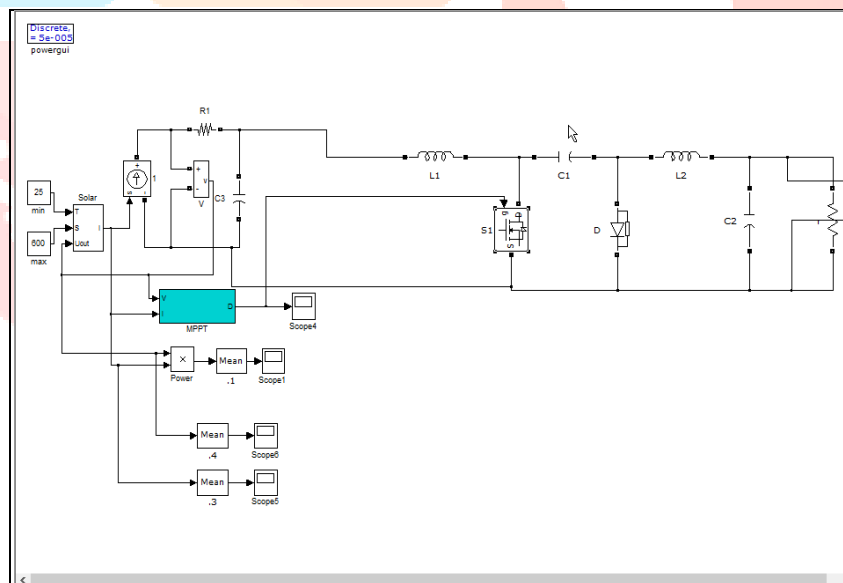 Discrete,
= 5e-005
powergui
R1
1
+
-
v
V
C3
L1
C1
L2
25
min
Solar
T
S
Uout
I
600
max
g
D
S
S1
D
C2
V
I
D
MPPT
Scope4
×
Power
Mean
.1
Scope1
Mean
.4
Scope6
Mean
.3
Scope5